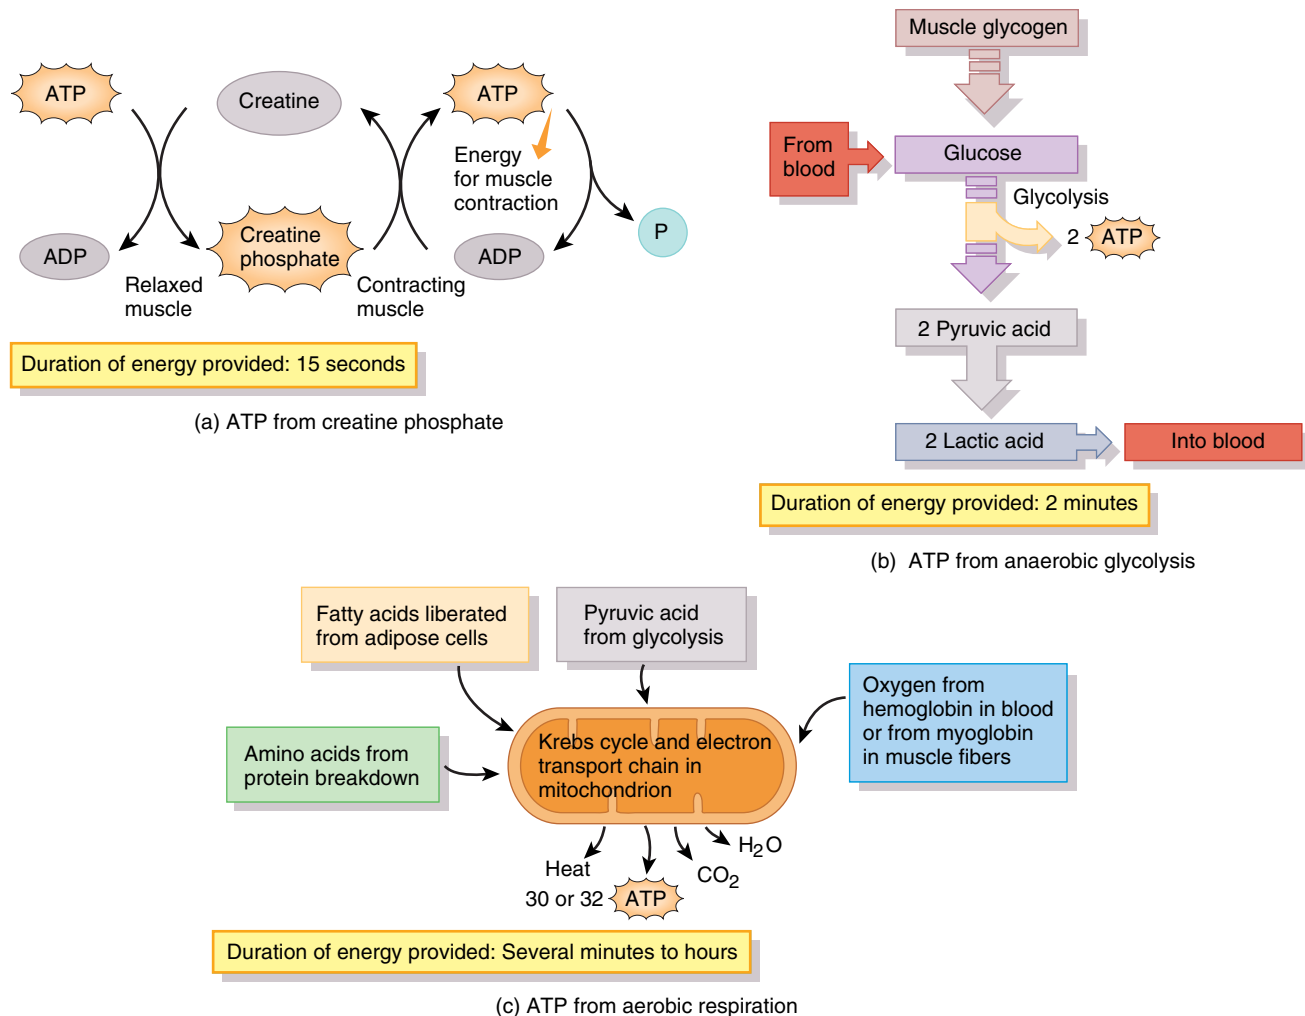 ATP
Creatine
ATP
Energy
for muscle
contraction
ADP
Creatine
phosphate
ADP
P
Relaxed
muscle
Contracting
muscle
Duration of energy provided: 15 seconds
(a) ATP from creatine phosphate
Muscle glycogen
From
blood
Glucose
Glycolysis
2 ATP
2 Pyruvic acid
2 Lactic acid
Into blood
Duration of energy provided: 2 minutes
(b) ATP from anaerobic glycolysis
Fatty acids liberated
from adipose cells
Pyruvic acid
from glycolysis
Oxygen from
hemoglobin in blood
or from myoglobin
in muscle fibers
Amino acids from
protein breakdown
Krebs cycle and electron
transport chain in
mitochondrion
Heat
30 or 32 ATP
CO2
H2O
Duration of energy provided: Several minutes to hours
(c) ATP from aerobic respiration